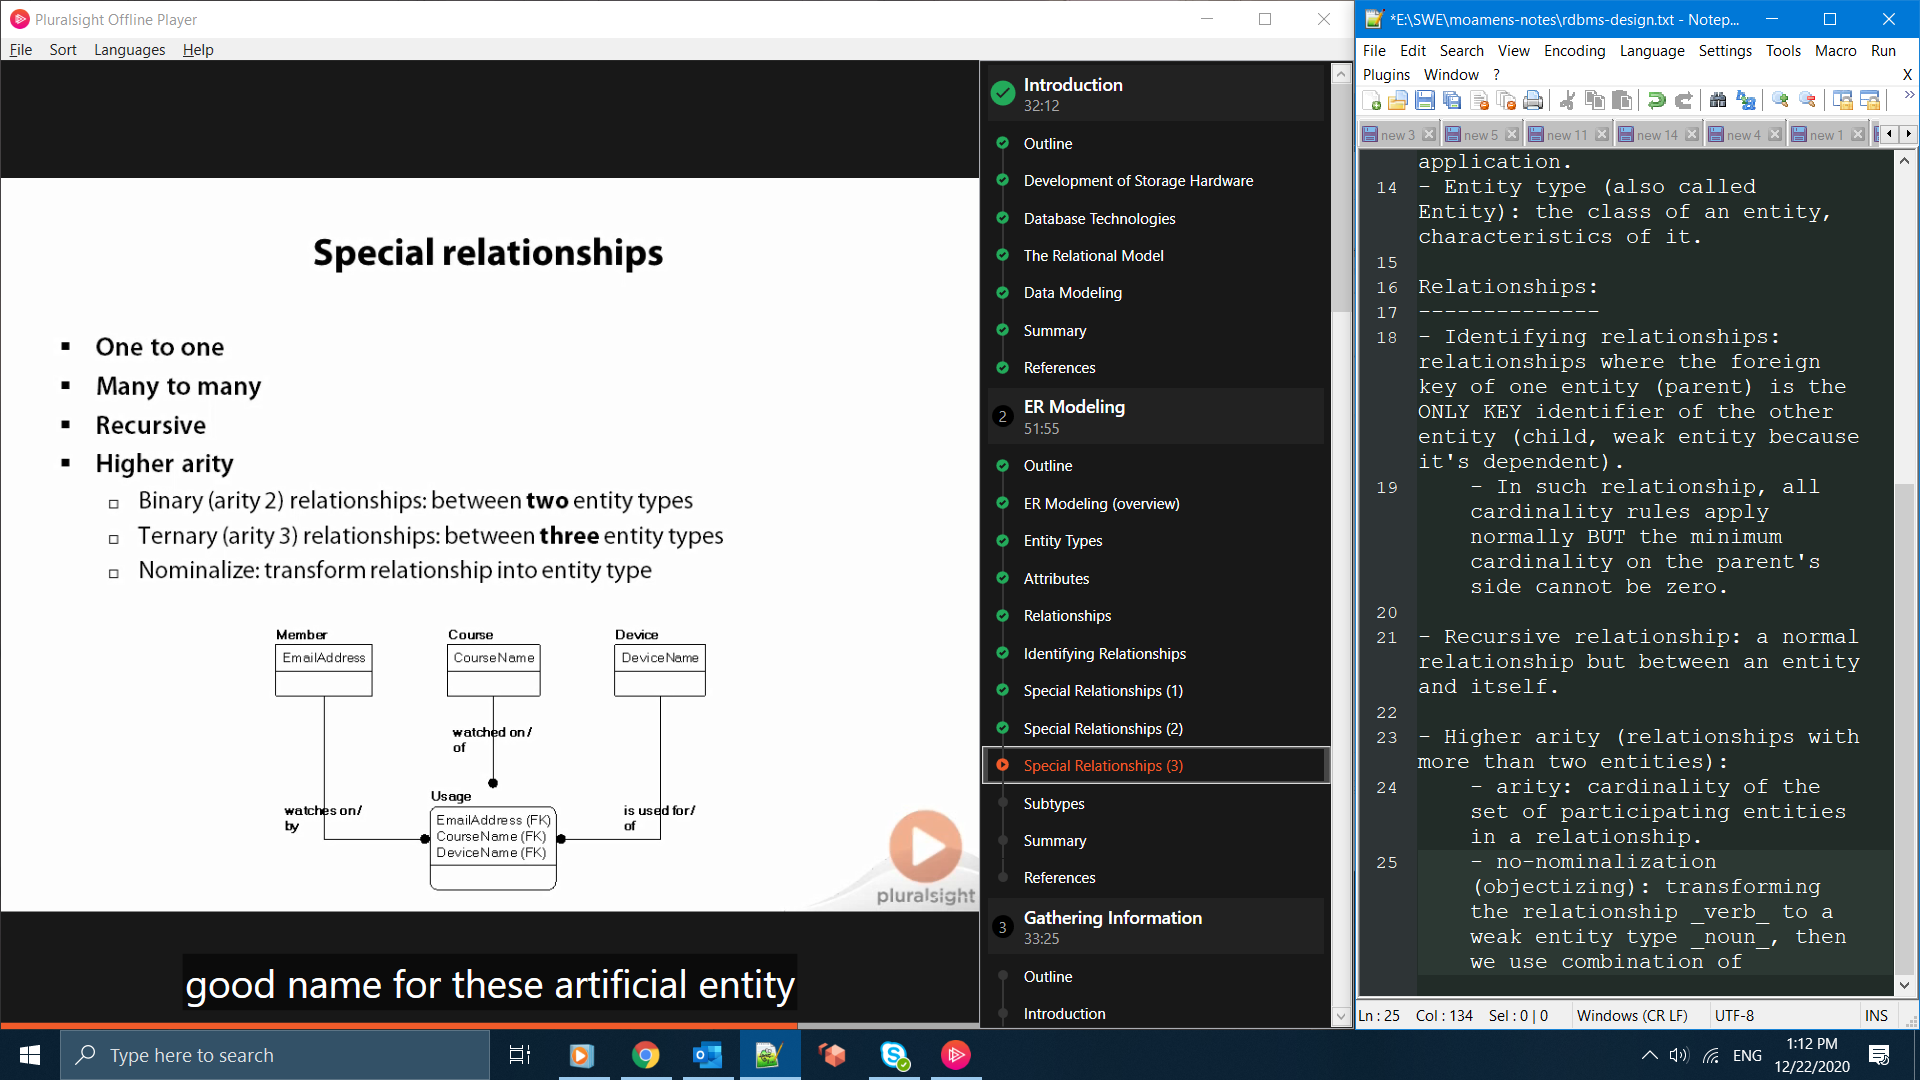 Pluralsight Offline Player
File Sort Languages Help
Special relationships
▪ One to one
▪ Many to many
▪ Recursive
▪ Higher arity
□ Binary (arity 2) relationships: between two entity types
□ Ternary (arity 3) relationships: between three entity types
□ Nominalize: transform relationship into entity type
Member Course Device
EmailAddress CourseName DeviceName
watched on /
of
Usage
watches on /
by
is used for /
of
EmailAddress (FK)
CourseName (FK)
DeviceName (FK)
pluralsight
good name for these artificial entity
Introduction
32:12
Outline
Development of Storage Hardware
Database Technologies
The Relational Model
Data Modeling
Summary
References
2 ER Modeling
51:55
Outline
ER Modeling (overview)
Entity Types
Attributes
Relationships
Identifying Relationships
Special Relationships (1)
Special Relationships (2)
Special Relationships (3)
Subtypes
Summary
References
3 Gathering Information
33:25
Outline
Introduction
*E:\SWE\moamens-notes\rdbms-design.txt - Notep...
File Edit Search View Encoding Language Settings Tools Macro Run
Plugins Window ? X
new 3 new 5 new 11 new 14 new 4 new 1
application.
14 - Entity type (also called
Entity): the class of an entity,
characteristics of it.
15
16 Relationships:
17 --------------
18 - Identifying relationships:
relationships where the foreign
key of one entity (parent) is the
ONLY KEY identifier of the other
entity (child, weak entity because
it's dependent).
19 - In such relationship, all
cardinality rules apply
normally BUT the minimum
cardinality on the parent's
side cannot be zero.
20
21 - Recursive relationship: a normal
relationship but between an entity
and itself.
22
23 - Higher arity (relationships with
more than two entities):
24 - arity: cardinality of the
set of participating entities
in a relationship.
25 - no-nominalization
(objectizing): transforming
the relationship _verb_ to a
weak entity type _noun_, then
we use combination of
Ln : 25 Col : 134 Sel : 0 | 0 Windows (CR LF) UTF-8 INS
Type here to search
ENG
1:12 PM
12/22/2020